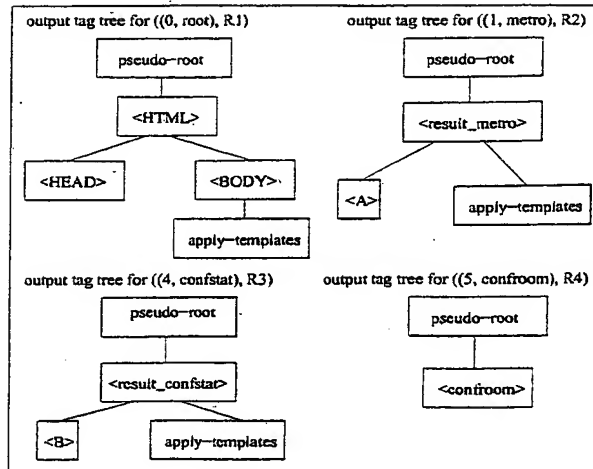 output tag tree for ((0, root), R1)
pseudo-root
<HTML>
<HEAD>
<BODY>
apply-templates
output tag tree for ((1, metro), R2)
pseudo-root
<result_metro>
<A>
apply-templates
output tag tree for ((4, confstat), R3)
pseudo-root
<result_confstat>
<B>
apply-templates
output tag tree for ((5, confroom), R4)
pseudo-root
<confroom>